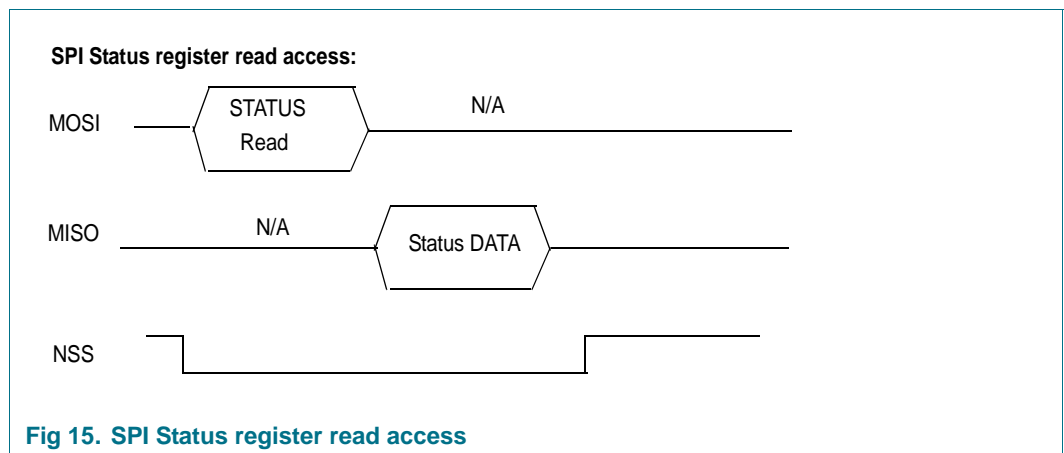 SPI Status register read access:
MOSI
STATUS
Read
N/A
MISO
N/A
Status DATA
NSS
Fig 15. SPI Status register read access